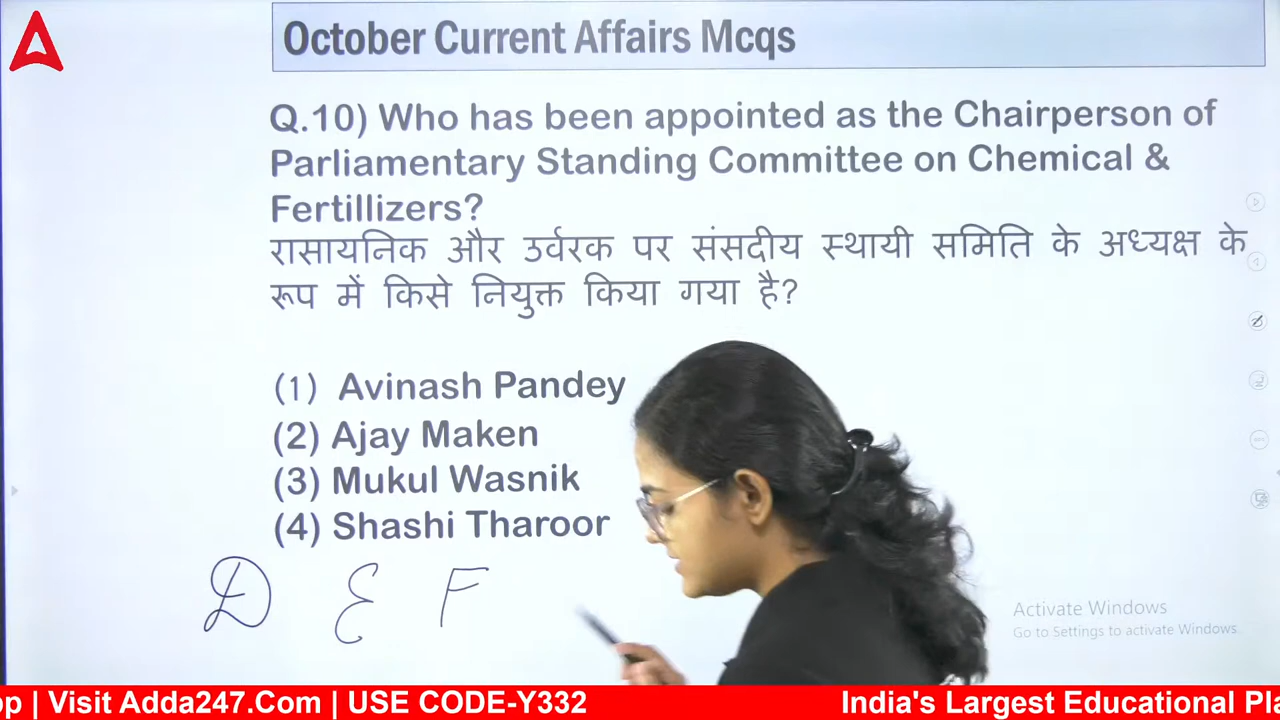 October Current Affairs Mcqs
Q.10) Who has been appointed as the Chairperson of
Parliamentary Standing Committee on Chemical &
Fertillizers?
रासायनिक और उर्वरक पर संसदीय स्थायी समिति के अध्यक्ष के
रूप में किसे नियुक्त किया गया है?
(1) Avinash Pandey
(2) Ajay Maken
(3) Mukul Wasnik
(4) Shashi Tharoor
D E F
Activate Windows
Go to Settings to activate Windows
| Visit Adda247.Com | USE CODE-Y332
India's Largest Educational